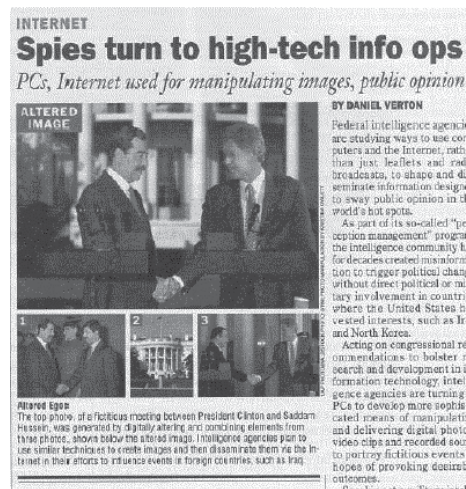 INTERNET
Spies turn to high-tech info ops
PCs, Internet used for manipulating images, public opinion
ALTERED
IMAGE
BY DANIEL VERTON
Federal intelligence agencie
are studying ways to use com
puters and the Internet, rath
than just leaflets and rad
broadcasts, to shape and di
seminate information design
to sway public opinion in th
world's hot spots.
As part of its so-called "pe
ception management" program
the intelligence community h
for decades created misinform
tion to trigger political chan
without direct political or mi
tary involvement in countri
where the United States h
vested interests, such as Ir
and North Korea.
Acting on congressional re
ommendations to bolster r
search and development in i
formation technology, intel
gence agencies are turning
PCs to develop more sophis
cated means of manipulati
and delivering digital photo
video clips and recorded sou
to portray fictitious events
hopes of provoking desirab
outcomes.
1
2
3
Altered Egos
The top photo, of a fictitious meeting between President Clinton and Saddam
Hussein, was generated by digitally altering and combining elements from
three photos, shown below the altered image. Intelligence agencies plan to
use similar techniques to create images and then disseminate them via the In-
ternet in their efforts to influence events in foreign countries, such as Iraq.